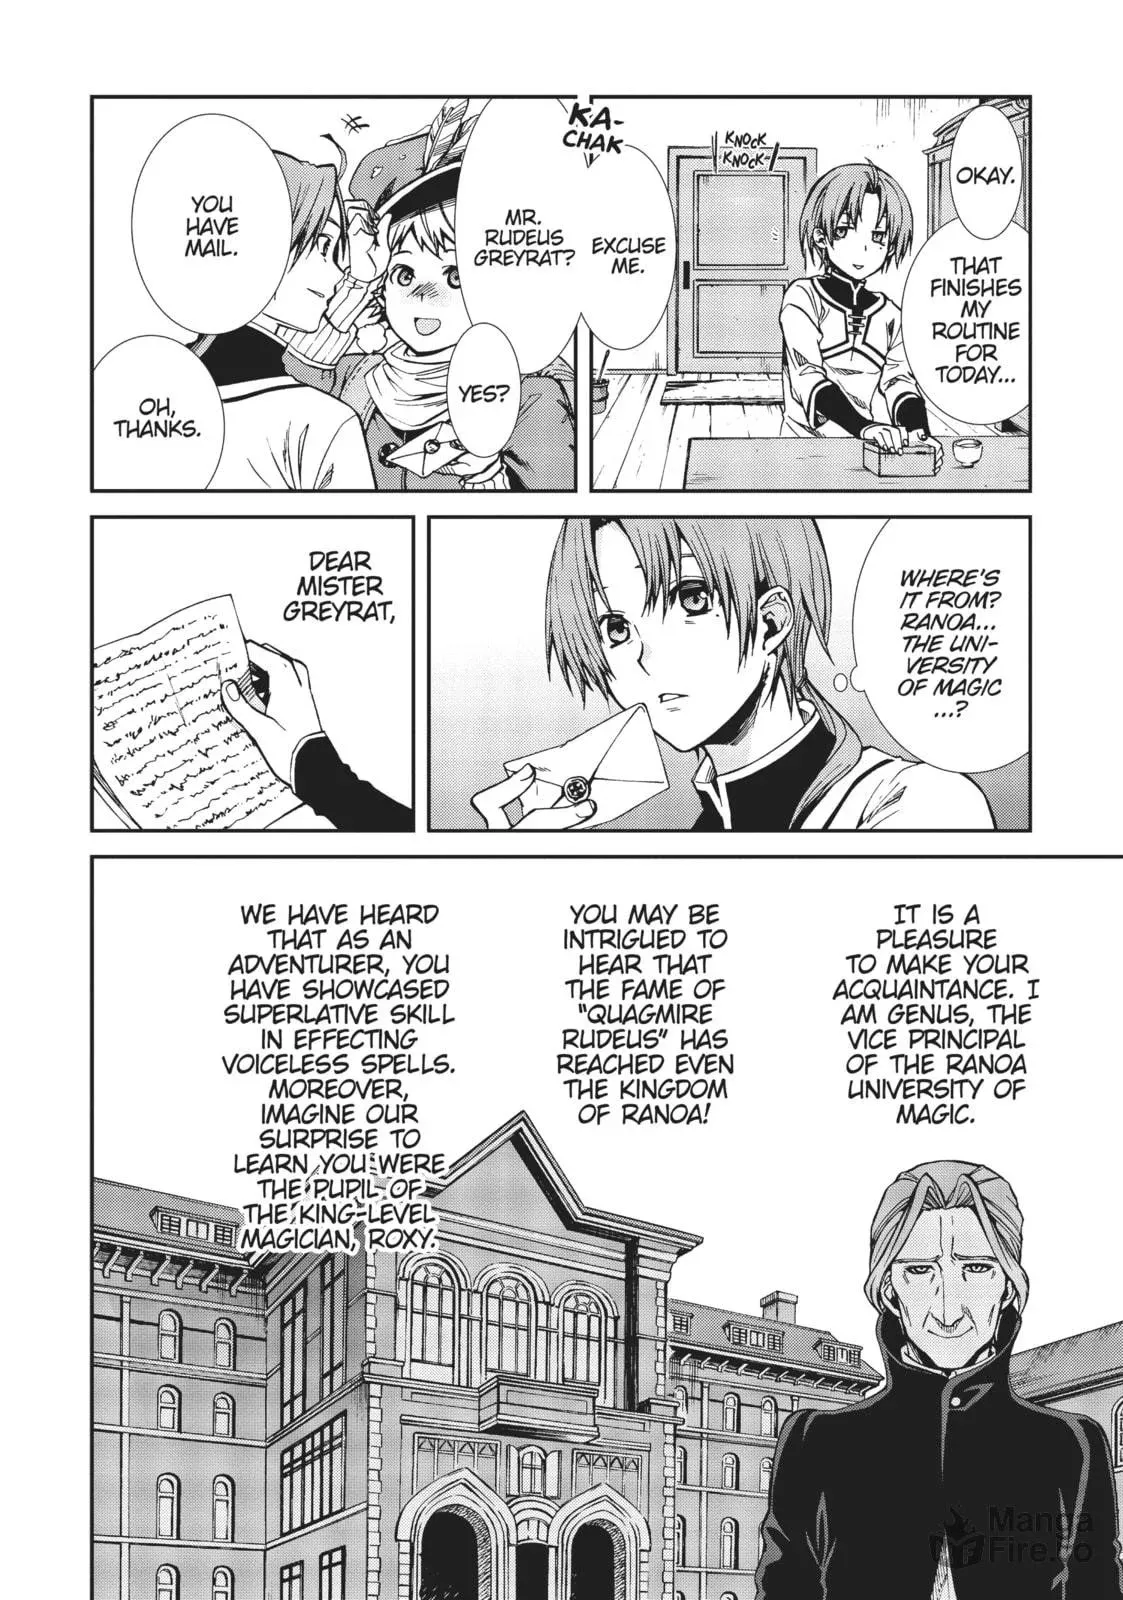 OKAY.
THAT
FINISHES
MY
ROUTINE
FOR
TODAY...
KNOCK
KNOCK
KA-
CHAK
EXCUSE
ME.
MR.
RUDEUS
GREYRAT?
YES?
YOU
HAVE
MAIL.
OH,
THANKS.
WHERE'S
IT FROM?
RANOA...
THE UNI-
VERSITY
OF MAGIC
...?
DEAR
MISTER
GREYRAT,
IT IS A
PLEASURE
TO MAKE YOUR
ACQUAINTANCE. I
AM GENUS, THE
VICE PRINCIPAL
OF THE RANOA
UNIVERSITY OF
MAGIC.
YOU MAY BE
INTRIGUED TO
HEAR THAT
THE FAME OF
"QUAGMIRE
RUDEUS" HAS
REACHED EVEN
THE KINGDOM
OF RANOA!
WE HAVE HEARD
THAT AS AN
ADVENTURER, YOU
HAVE SHOWCASED
SUPERLATIVE SKILL
IN EFFECTING
VOICELESS SPELLS.
MOREOVER,
IMAGINE OUR
SURPRISE TO
LEARN YOU WERE
THE PUPIL OF
THE KING-LEVEL
MAGICIAN, ROXY.
Manga
Fire.to